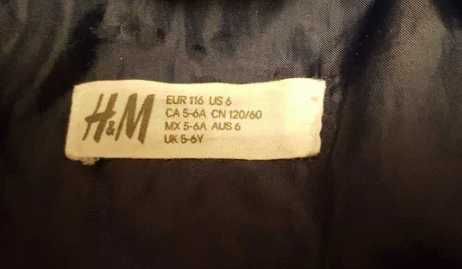 H&M
EUR 116 US 6
CA 5-6A CN 120/60
MX 5-6A AUS 6
UK 5-6Y